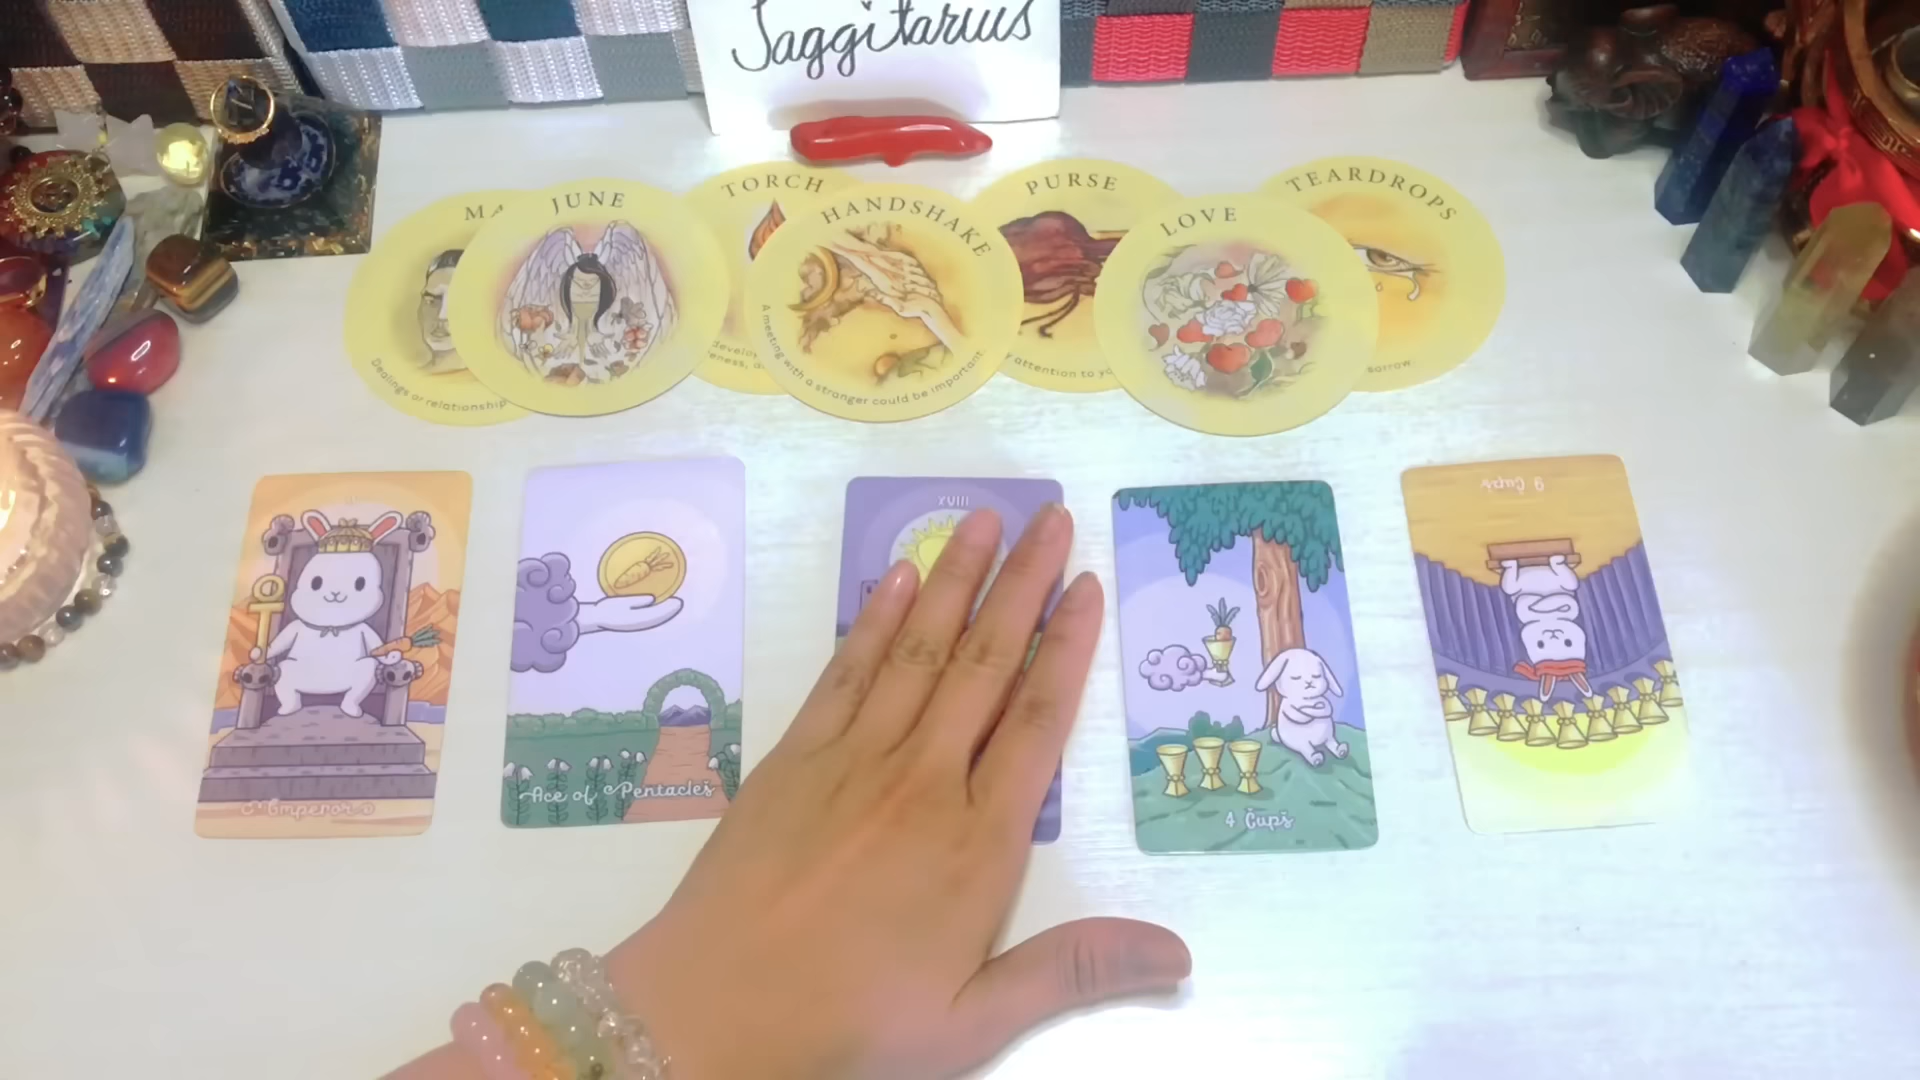 Saggitarius
MA
JUNE
TORCH
HANDSHAKE
PURSE
LOVE
TEARDROPS
Dealings or relationship
A meeting with a stranger could be important.
attention to
sorrow.
XVIII
9 Cups
Emperor
Ace of Pentacles
4 Cups